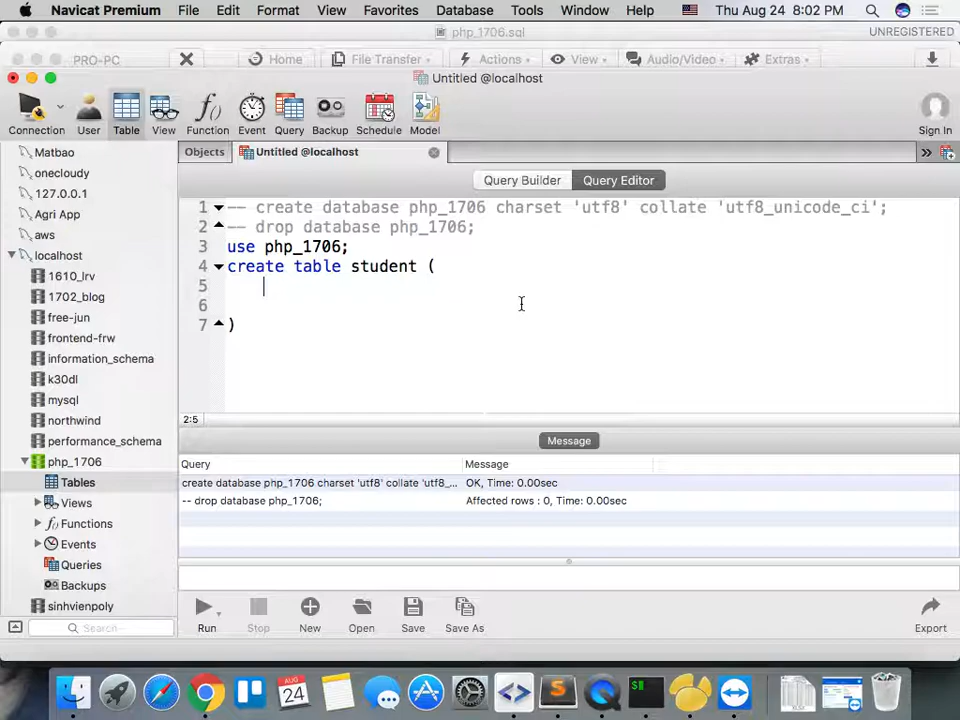 Navicat Premium File Edit Format View Favorites Database Tools Window Help Thu Aug 24 8:02 PM
php_1706.sql UNREGISTERED
PRO-PC Home File Transfer Actions View Audio/Video Extras
Untitled @localhost
Connection User Table View Function Event Query Backup Schedule Model Sign In
Objects Untitled @localhost
Query Builder Query Editor
Matbao
onecloudy
127.0.0.1
Agri App
aws
localhost
1610_lrv
1702_blog
free-jun
frontend-frw
information_schema
k30dl
mysql
northwind
performance_schema
php_1706
Tables
Views
Functions
Events
Queries
Backups
sinhvienpoly
Search
1 -- create database php_1706 charset 'utf8' collate 'utf8_unicode_ci';
2 -- drop database php_1706;
3 use php_1706;
4 create table student (
5
6
7 )
2:5
Message
Query Message
create database php_1706 charset 'utf8' collate 'utf8_... OK, Time: 0.00sec
-- drop database php_1706; Affected rows : 0, Time: 0.00sec
Run Stop New Open Save Save As Export
AUG
24